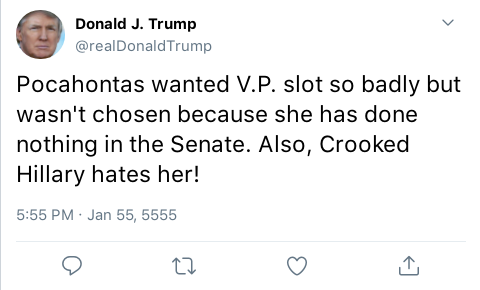 Donald J. Trump
@realDonaldTrump
Pocahontas wanted V.P. slot so badly but
wasn't chosen because she has done
nothing in the Senate. Also, Crooked
Hillary hates her!
5:55 PM · Jan 55, 5555